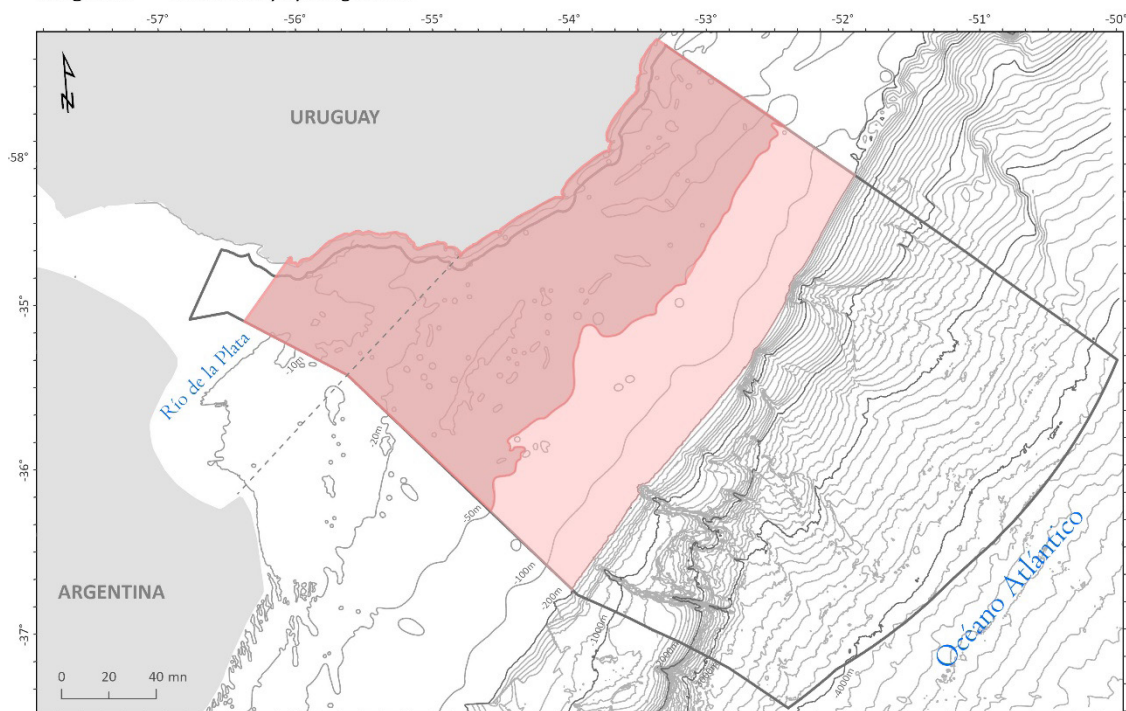 -57° -56° -55° -54° -53° -52° -51° -50°
N
URUGUAY
-58°
-35°
Río de la Plata
-10m
-20m
-36°
-50m
-100m
-200m
ARGENTINA
-1000m
-37°
Océano Atlántico
-4000m
0 20 40 mn